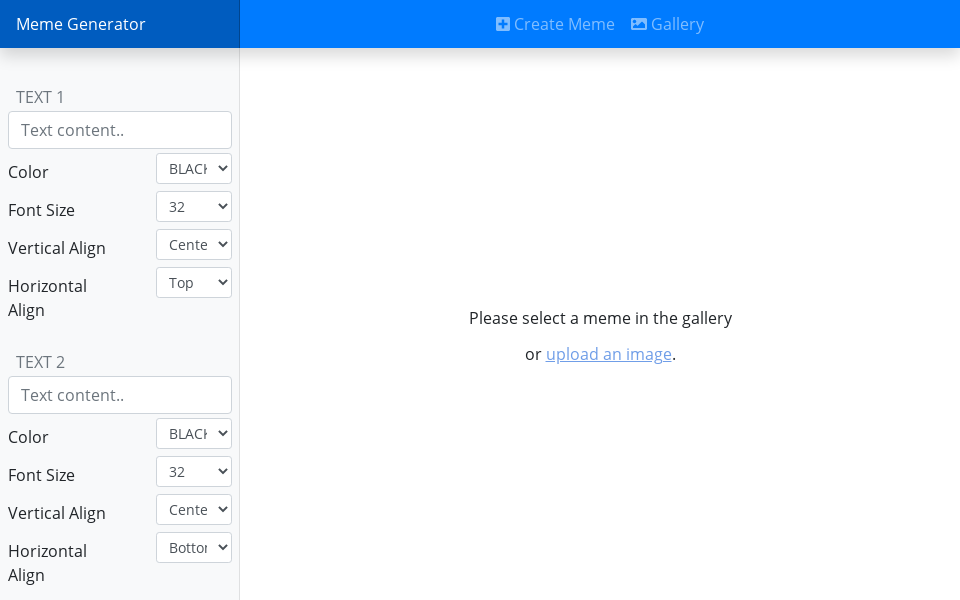 Meme Generator
Create Meme Gallery
TEXT 1
Text content..
Color BLACK
Font Size 32
Vertical Align Cente
Horizontal Align Top
TEXT 2
Text content..
Color BLACK
Font Size 32
Vertical Align Cente
Horizontal Align Bottor
Please select a meme in the gallery
or upload an image.